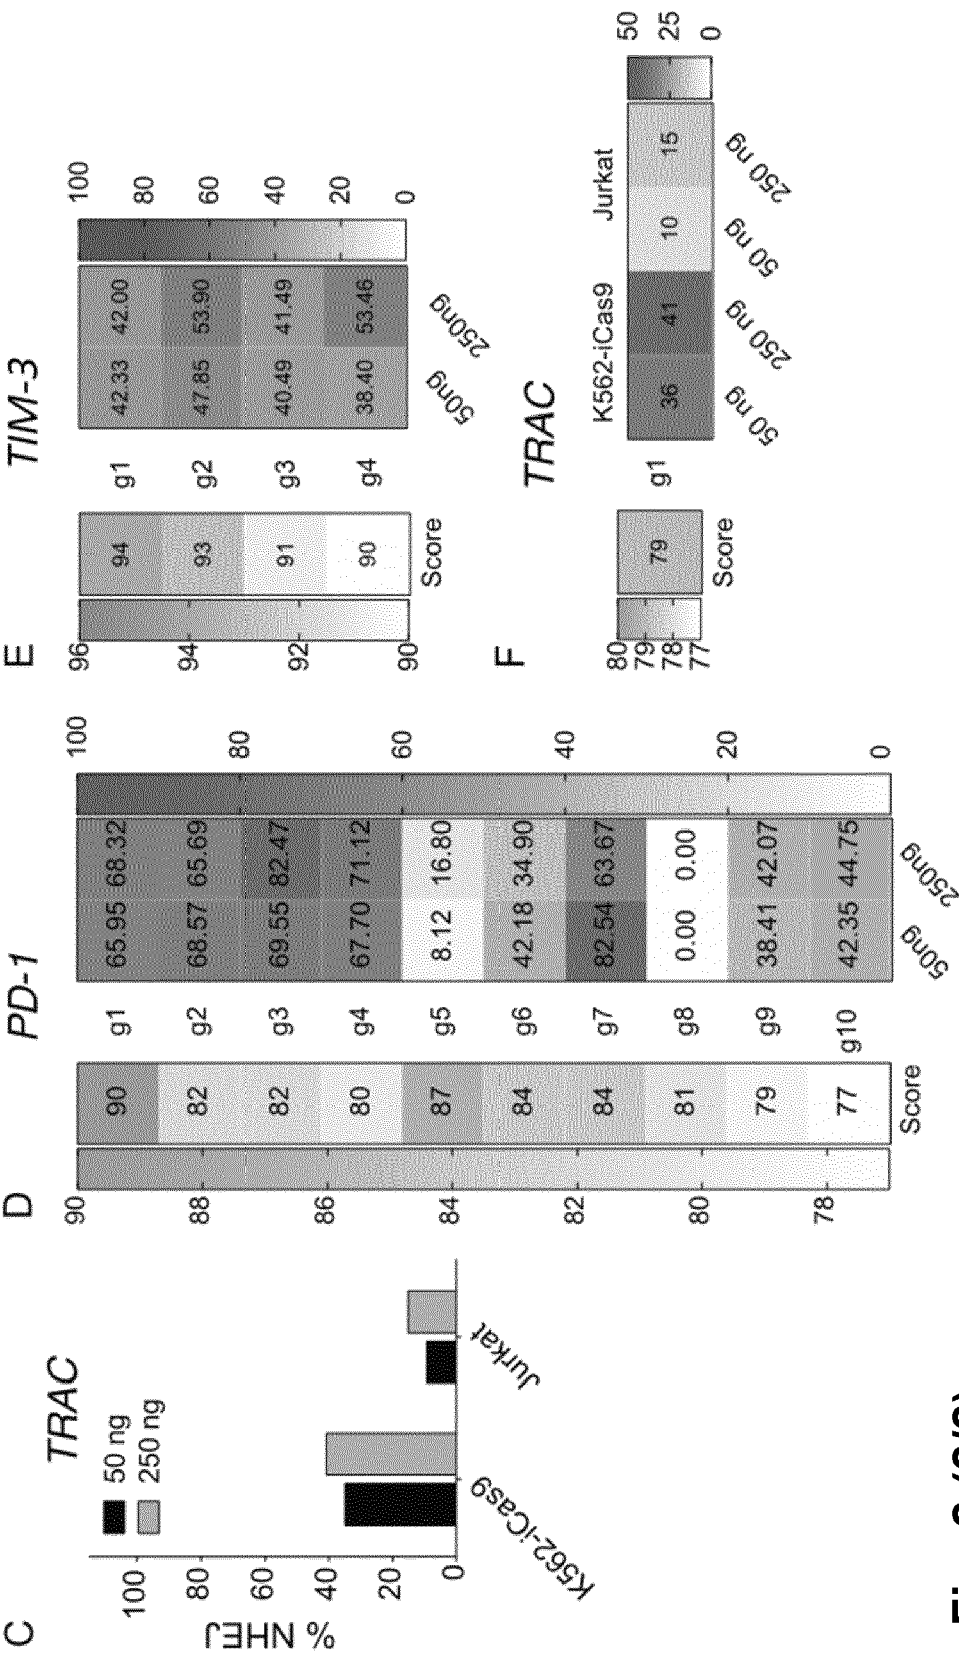 C
TRAC
50 ng
250 ng
% NHEJ
100
80
60
40
20
0
K562-iCas9
Jurkat
D
PD-1
90
88
86
84
82
80
78
90
82
82
80
87
84
84
81
79
77
Score
g1 65.95 68.32
g2 68.57 65.69
g3 69.55 82.47
g4 67.70 71.12
g5 8.12 16.80
g6 42.18 34.90
g7 82.54 63.67
g8 0.00 0.00
g9 38.41 42.07
g10 42.35 44.75
50ng 250ng
100
80
60
40
20
0
E
TIM-3
96
94
92
90
94
93
91
90
Score
g1 42.33 42.00
g2 47.85 53.90
g3 40.49 41.49
g4 38.40 53.46
50ng 250ng
100
80
60
40
20
0
F
TRAC
80
79
78
77
79
Score
K562-iCas9 Jurkat
g1 36 41 10 15
50 ng 250 ng 50 ng 250 ng
50
25
0